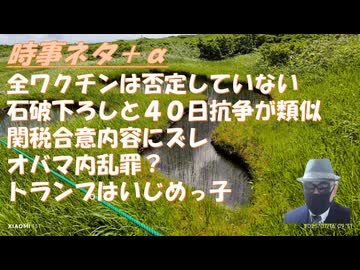 時事ネタ+α
全ワクチンは否定していない
石破下ろしと40日抗争が類似
関税合意内容にズレ
オバマ内乱罪?
トランプはいじめっ子